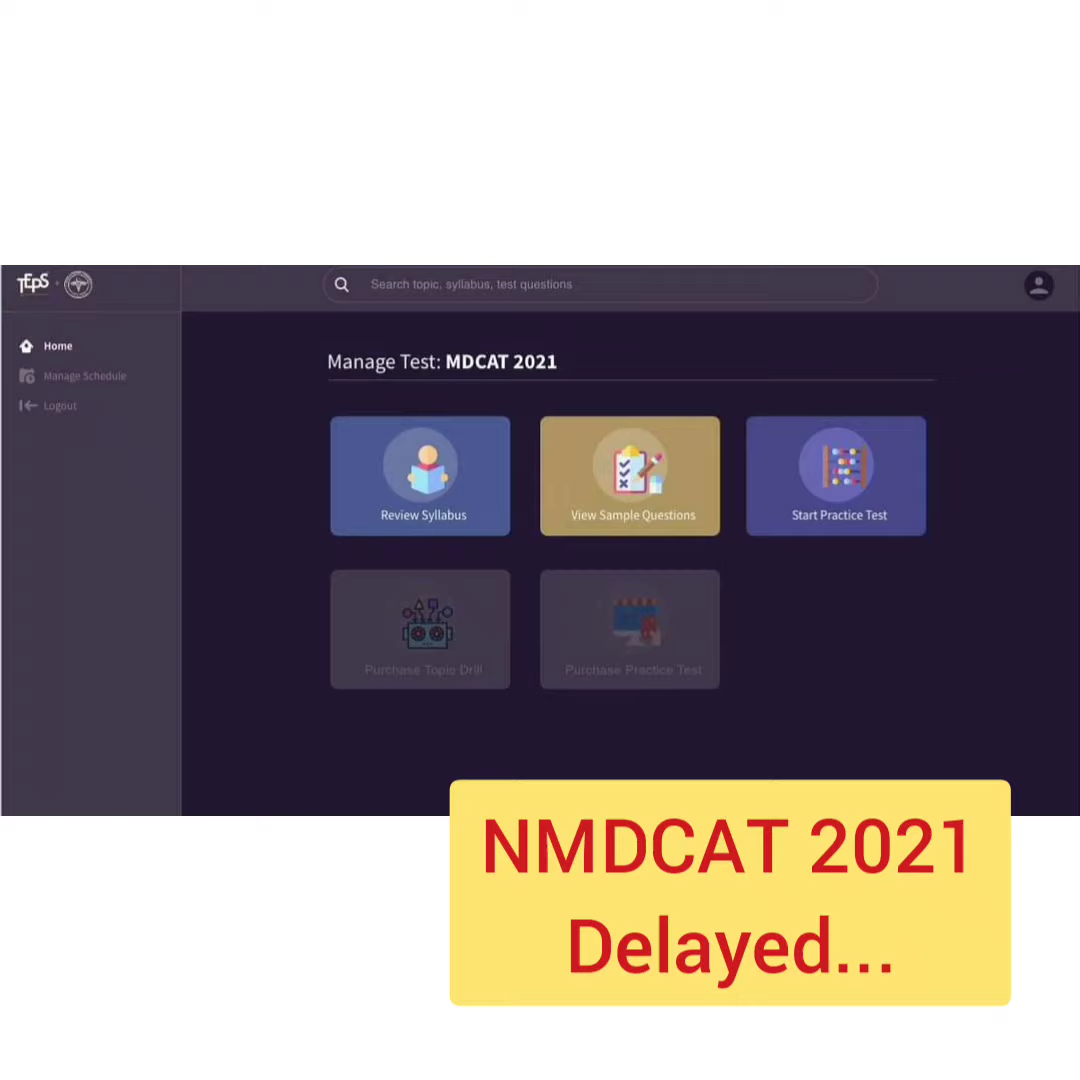 TEPS
Search topic, syllabus, test questions
Home
Manage Schedule
Logout
Manage Test: MDCAT 2021
Review Syllabus
View Sample Questions
Start Practice Test
Purchase Topic Drill
Purchase Practice Test
NMDCAT 2021
Delayed...